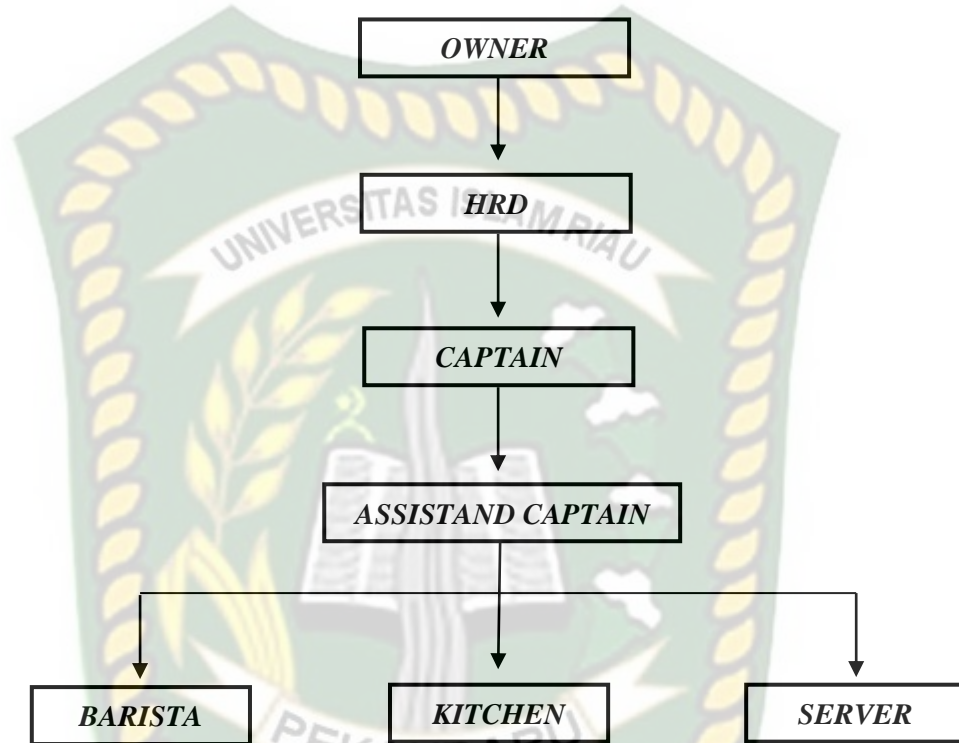 OWNER
UNIVERSITAS ISLAM RIAU
HRD
CAPTAIN
ASSISTAND CAPTAIN
BARISTA
KITCHEN
SERVER